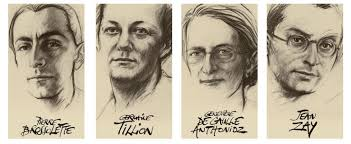 PIERRE
BROSSOLETTE
GERMAINE
TILLION
GENEVIÈVE
DE GAULLE
ANTHONIOZ
JEAN
ZAY